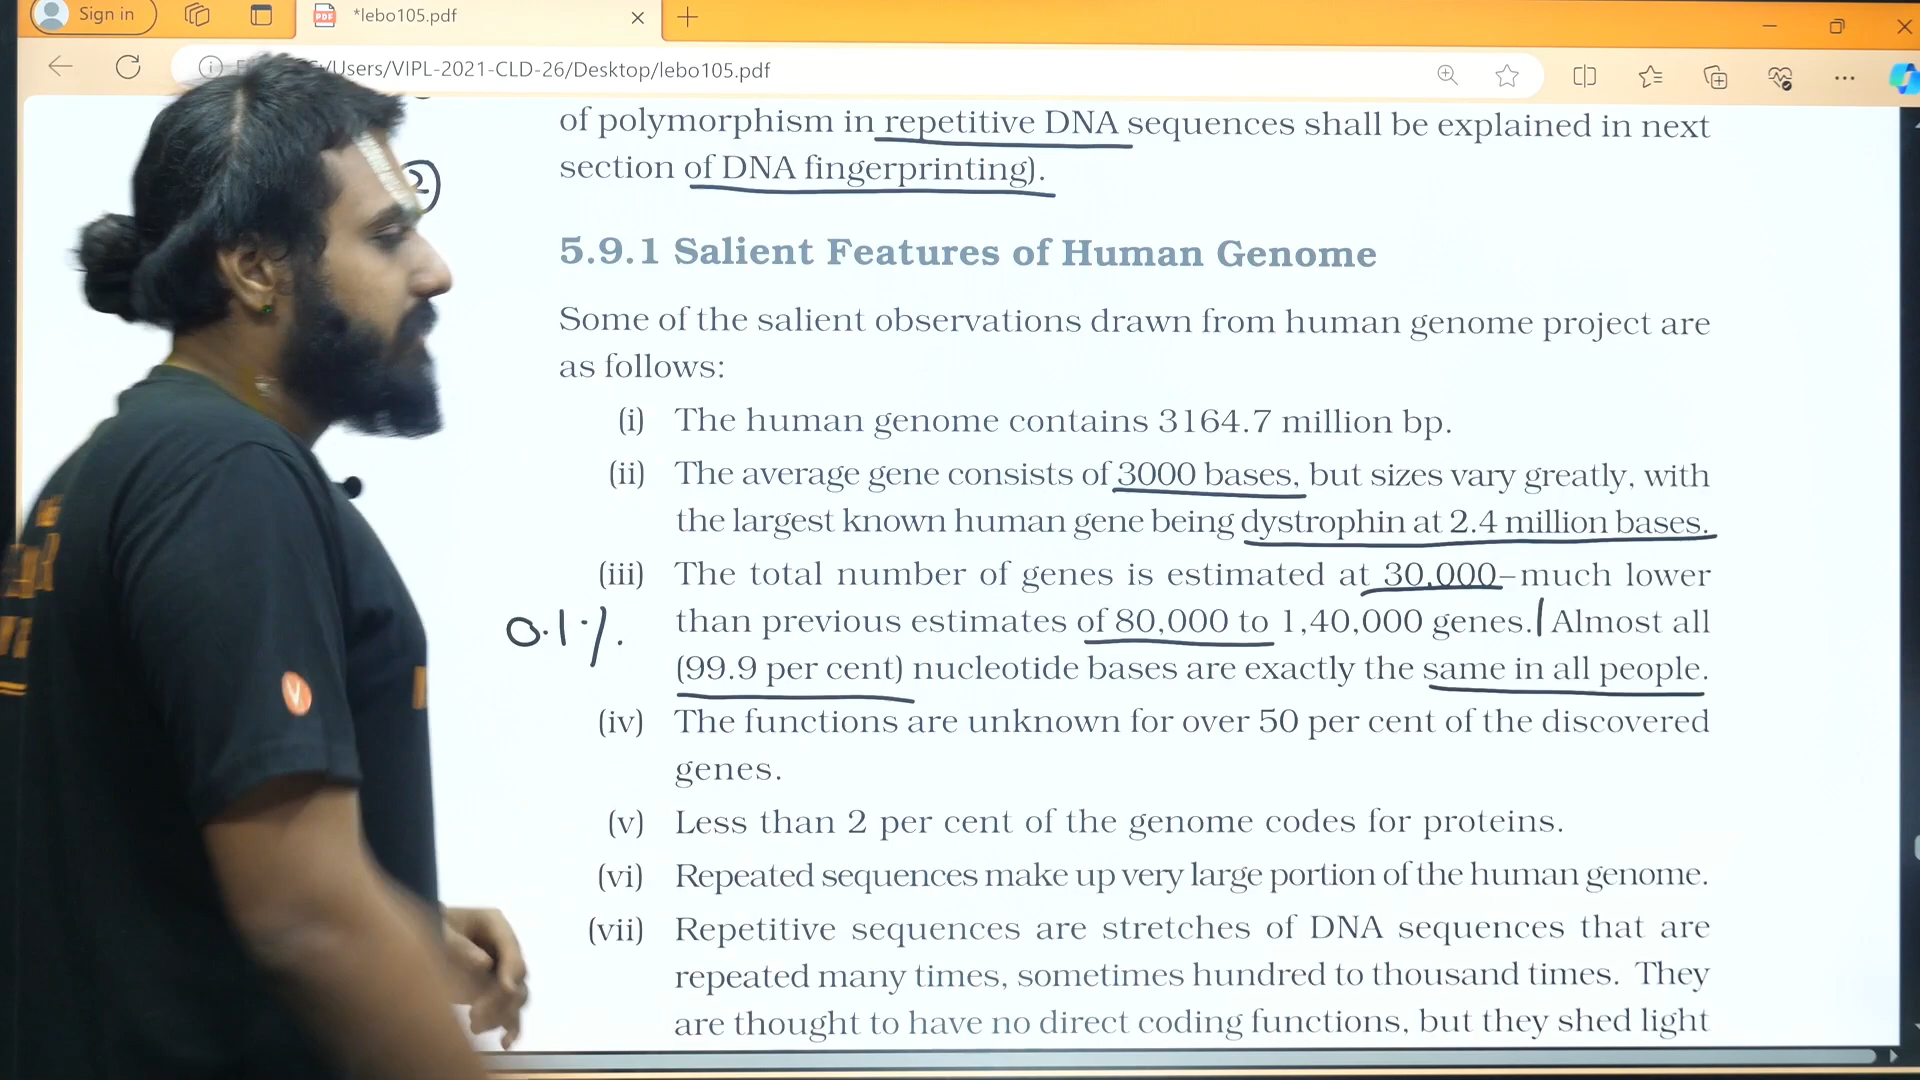 Sign in
*lebo105.pdf
/Users/VIPL-2021-CLD-26/Desktop/lebo105.pdf
of polymorphism in repetitive DNA sequences shall be explained in next
section of DNA fingerprinting).
2
5.9.1 Salient Features of Human Genome
Some of the salient observations drawn from human genome project are
as follows:
(i) The human genome contains 3164.7 million bp.
(ii) The average gene consists of 3000 bases, but sizes vary greatly, with
the largest known human gene being dystrophin at 2.4 million bases.
(iii) The total number of genes is estimated at 30,000–much lower
than previous estimates of 80,000 to 1,40,000 genes. Almost all
0.1%.
(99.9 per cent) nucleotide bases are exactly the same in all people.
(iv) The functions are unknown for over 50 per cent of the discovered
genes.
(v) Less than 2 per cent of the genome codes for proteins.
(vi) Repeated sequences make up very large portion of the human genome.
(vii) Repetitive sequences are stretches of DNA sequences that are
repeated many times, sometimes hundred to thousand times. They
are thought to have no direct coding functions, but they shed light